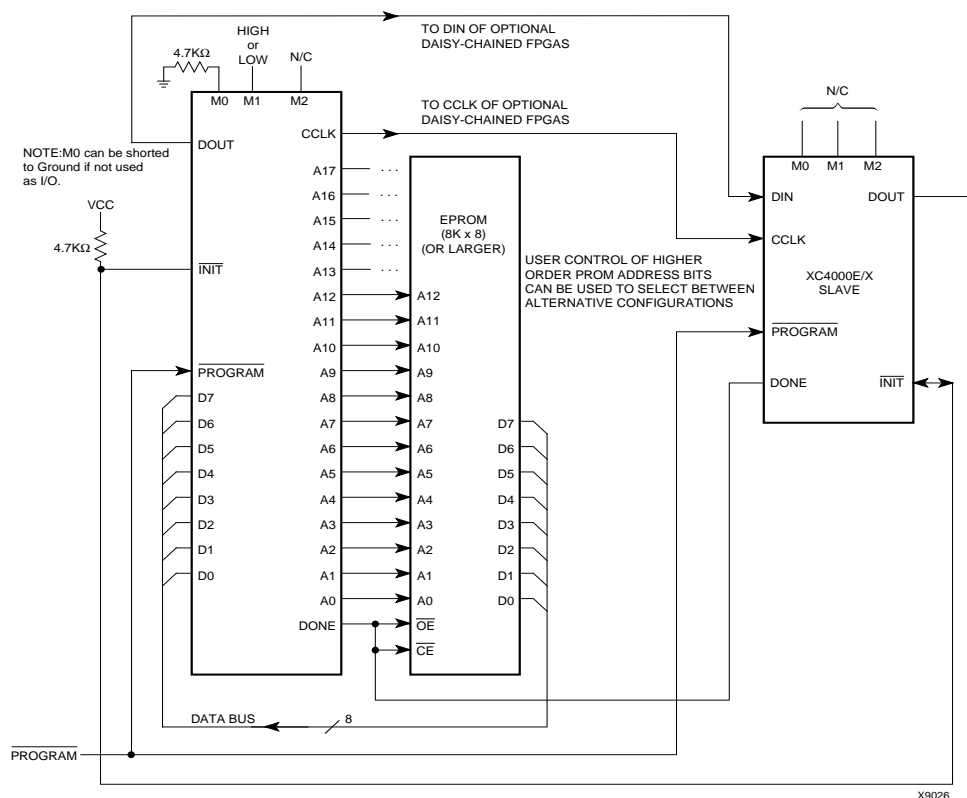 HIGH
or
LOW
4.7KΩ
N/C
M0 M1 M2
TO DIN OF OPTIONAL
DAISY-CHAINED FPGAS
TO CCLK OF OPTIONAL
DAISY-CHAINED FPGAS
N/C
M0 M1 M2
NOTE:M0 can be shorted
to Ground if not used
as I/O.
VCC
4.7KΩ
DOUT
INIT
PROGRAM
D7
D6
D5
D4
D3
D2
D1
D0
CCLK
A17 ...
A16 ...
A15 ...
A14 ...
A13 ...
A12
A11
A10
A9
A8
A7
A6
A5
A4
A3
A2
A1
A0
DONE
EPROM
(8K x 8)
(OR LARGER)
A12
A11
A10
A9
A8
A7
A6
A5
A4
A3
A2
A1
A0
OE
CE
D7
D6
D5
D4
D3
D2
D1
D0
USER CONTROL OF HIGHER
ORDER PROM ADDRESS BITS
CAN BE USED TO SELECT BETWEEN
ALTERNATIVE CONFIGURATIONS
DIN
DOUT
CCLK
XC4000E/X
SLAVE
PROGRAM
DONE
INIT
DATA BUS
8
PROGRAM
X9026